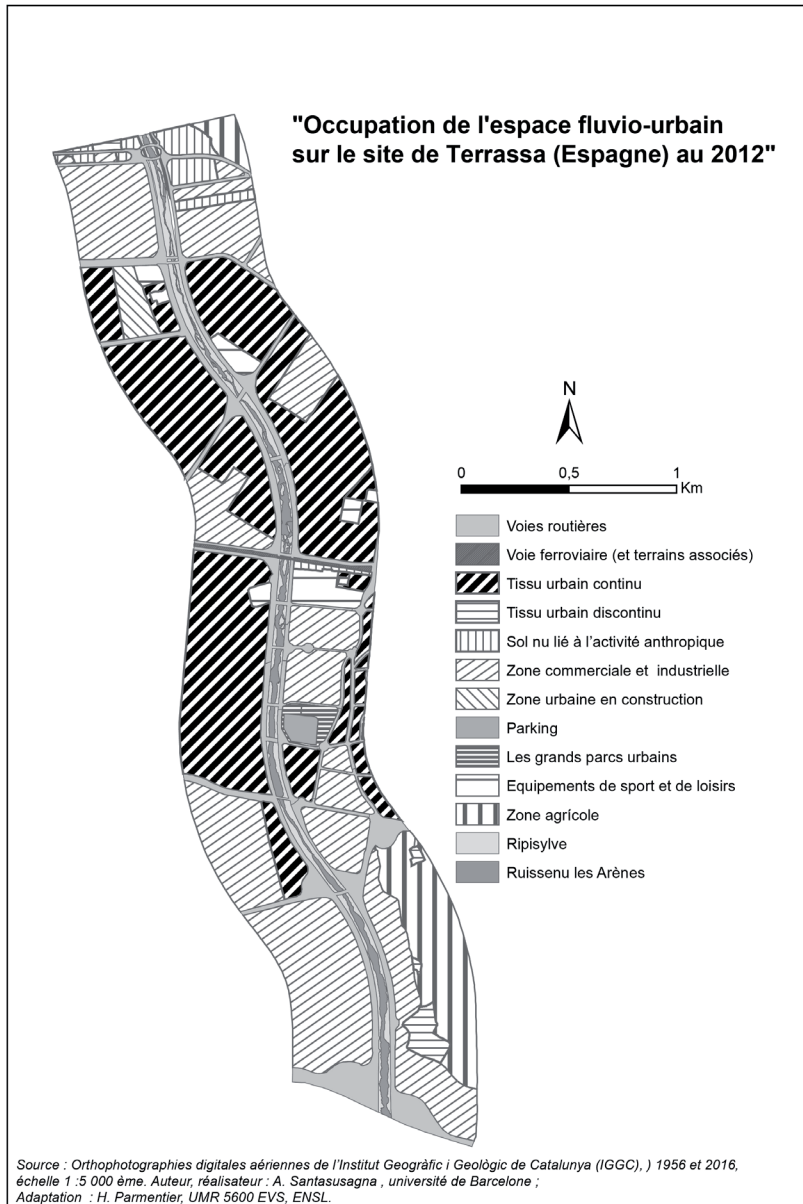 "Occupation de l'espace fluvio-urbain
sur le site de Terrassa (Espagne) au 2012"
N
0 0,5 1
Km
Voies routières
Voie ferroviaire (et terrains associés)
Tissu urbain continu
Tissu urbain discontinu
Sol nu lié à l'activité anthropique
Zone commerciale et industrielle
Zone urbaine en construction
Parking
Les grands parcs urbains
Equipements de sport et de loisirs
Zone agrícole
Ripisylve
Ruissenu les Arènes
Source : Orthophotographies digitales aériennes de l'Institut Geogràfic i Geològic de Catalunya (IGGC), ) 1956 et 2016,
échelle 1 :5 000 ème. Auteur, réalisateur : A. Santasusagna , université de Barcelone ;
Adaptation : H. Parmentier, UMR 5600 EVS, ENSL.